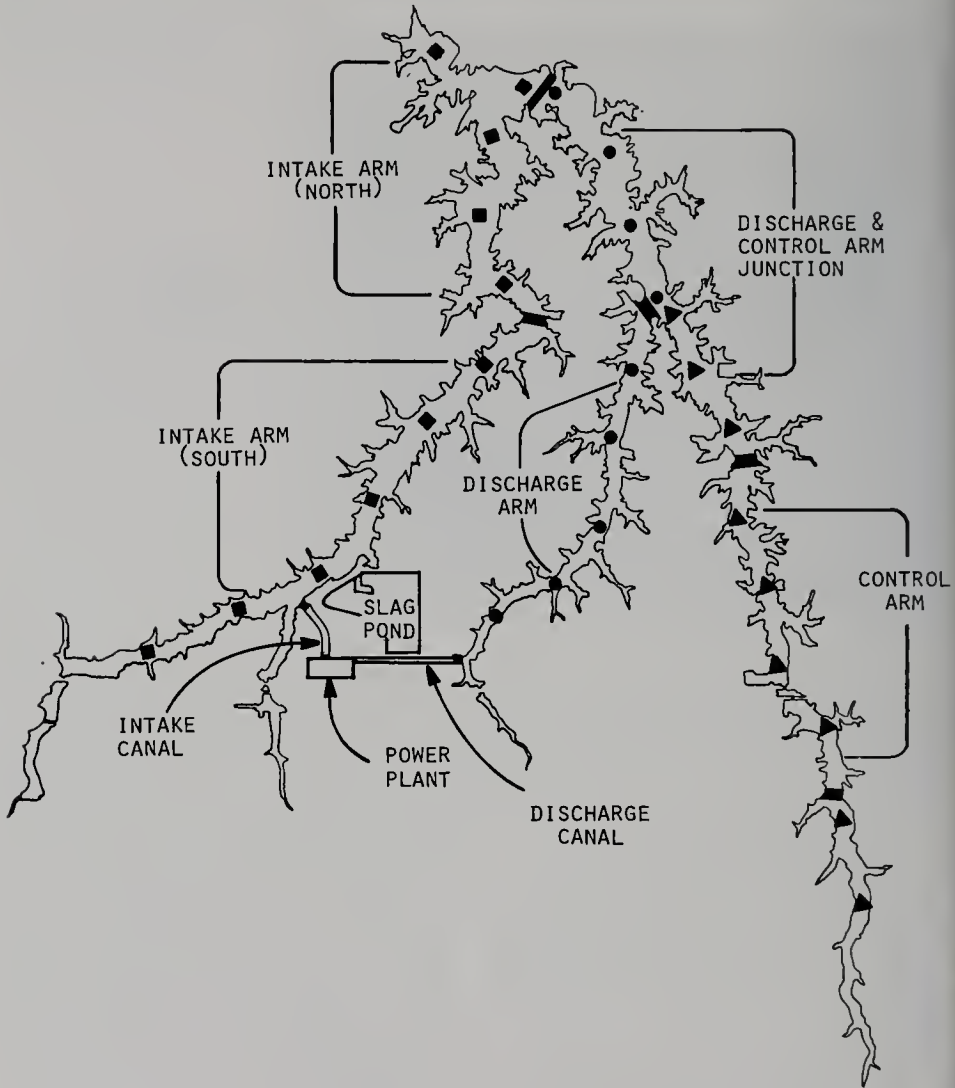 INTAKE ARM
(NORTH)
DISCHARGE &
CONTROL ARM
JUNCTION
INTAKE ARM
(SOUTH)
DISCHARGE
ARM
CONTROL
ARM
SLAG
POND
INTAKE
CANAL
POWER
PLANT
DISCHARGE
CANAL